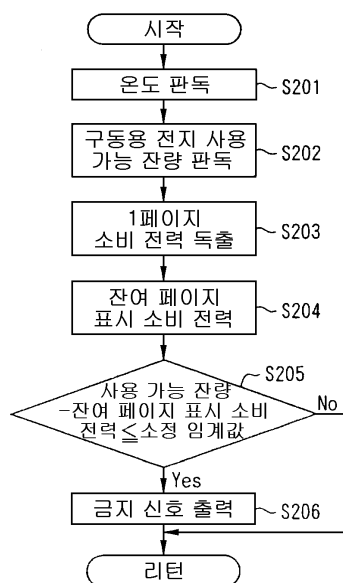 시작
온도 판독
S201
구동용 전지 사용
가능 잔량 판독
S202
1페이지
소비 전력 독출
S203
잔여 페이지
표시 소비 전력
S204
S205
사용 가능 잔량
-잔여 페이지 표시 소비
전력≦소정 임계값
No
Yes
금지 신호 출력
S206
리턴